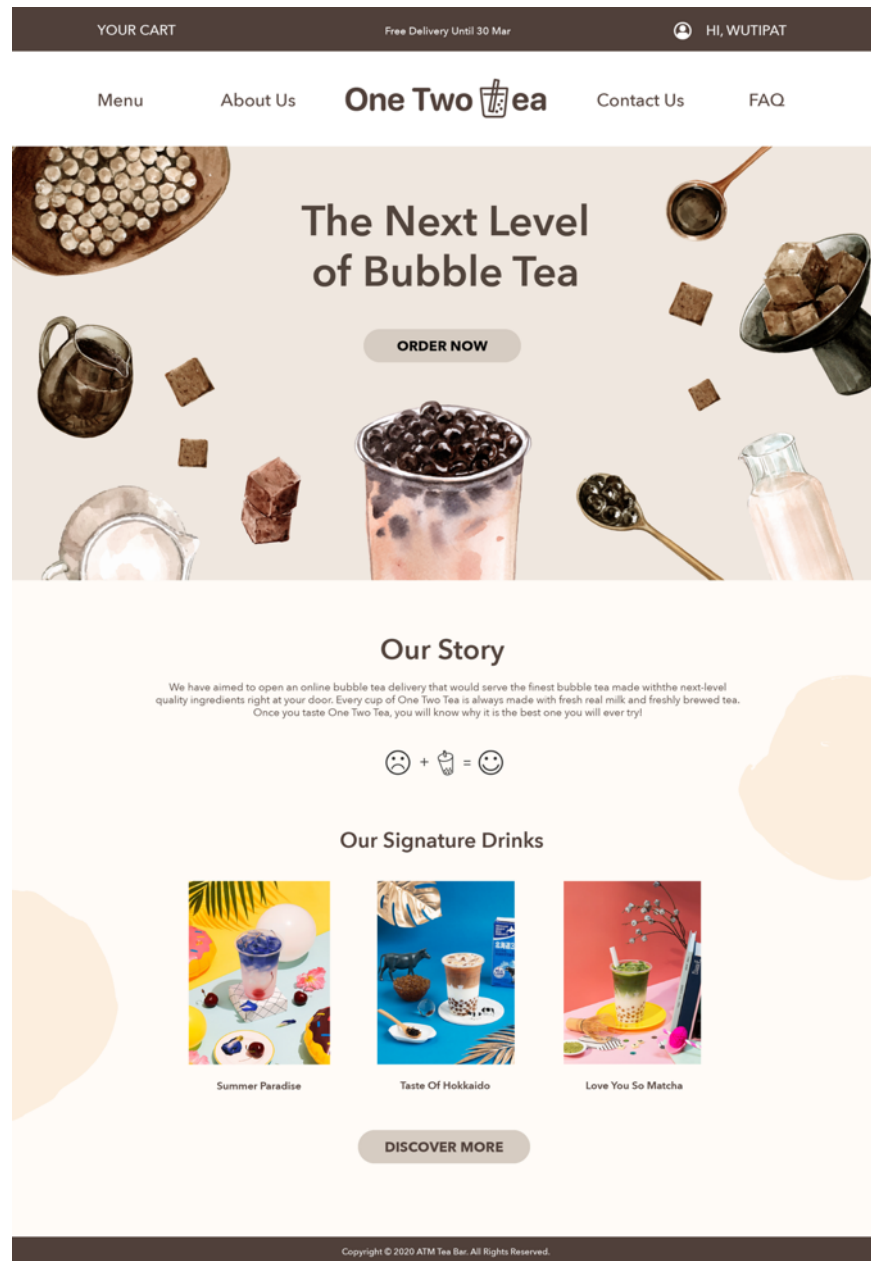 YOUR CART
Free Delivery Until 30 Mar
HI, WUTIPAT
Menu
About Us
One Two Tea
Contact Us
FAQ
The Next Level
of Bubble Tea
ORDER NOW
Our Story
We have aimed to open an online bubble tea delivery that would serve the finest bubble tea made withthe next-level
quality ingredients right at your door. Every cup of One Two Tea is always made with fresh real milk and freshly brewed tea.
Once you taste One Two Tea, you will know why it is the best one you will ever try!
+ =
Our Signature Drinks
北海道
Summer Paradise
Taste Of Hokkaido
Love You So Matcha
DISCOVER MORE
Copyright © 2020 ATM Tea Bar. All Rights Reserved.